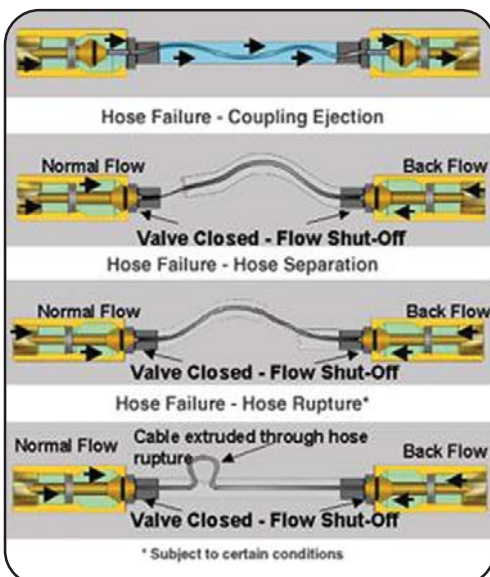 Hose Failure - Coupling Ejection
Normal Flow
Back Flow
Valve Closed - Flow Shut-Off
Hose Failure - Hose Separation
Normal Flow
Back Flow
Valve Closed - Flow Shut-Off
Hose Failure - Hose Rupture*
Normal Flow
Cable extruded through hose
rupture
Back Flow
Valve Closed - Flow Shut-Off
* Subject to certain conditions